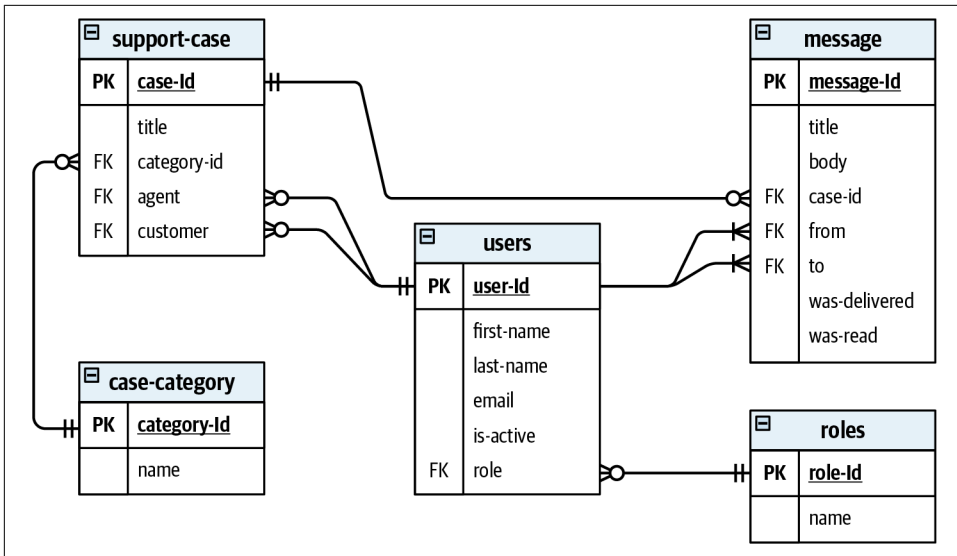 support-case
PK case-Id
title
FK category-id
FK agent
FK customer
message
PK message-Id
title
body
FK case-id
FK from
FK to
was-delivered
was-read
users
PK user-Id
first-name
last-name
email
is-active
FK role
case-category
PK category-Id
name
roles
PK role-Id
name